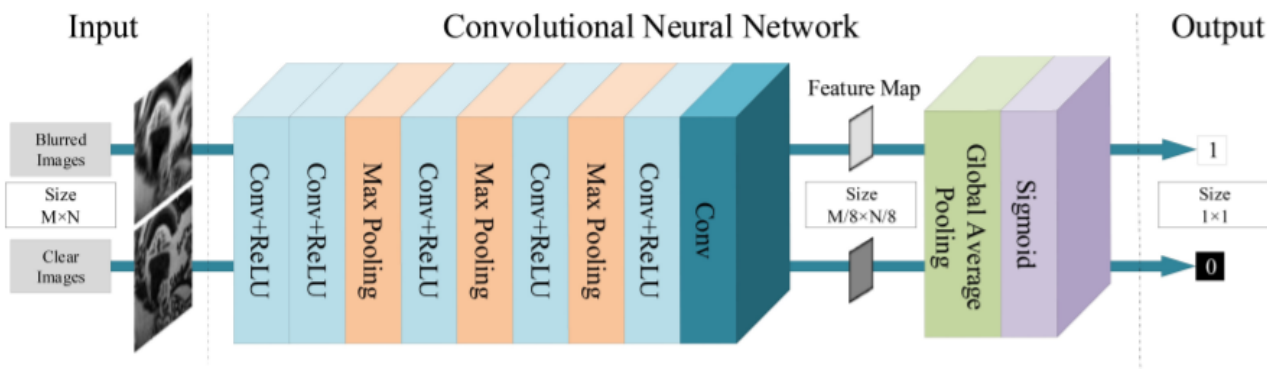 Input
Convolutional Neural Network
Output
Blurred
Images
Size
M×N
Clear
Images
Conv+ReLU
Conv+ReLU
Max Pooling
Conv+ReLU
Max Pooling
Conv+ReLU
Max Pooling
Conv+ReLU
Conv
Feature Map
Size
M/8×N/8
Global Average
Pooling
Sigmoid
1
Size
1×1
0